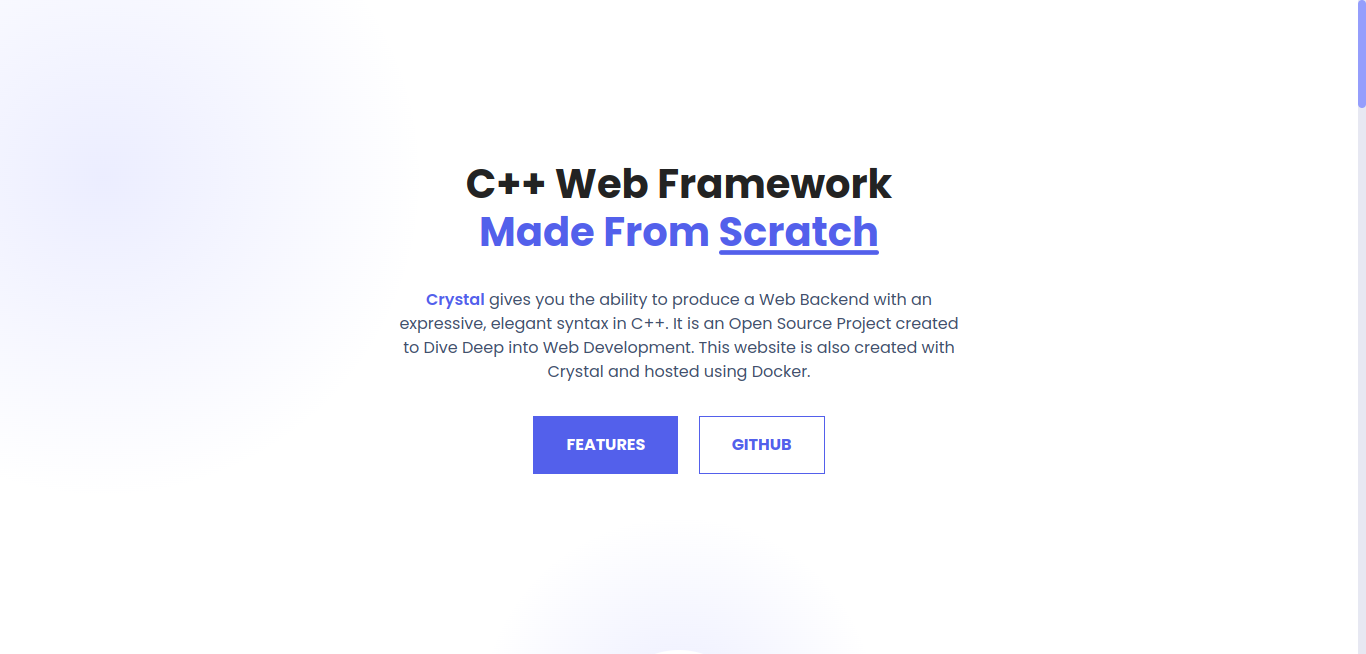 C++ Web Framework
Made From Scratch
Crystal gives you the ability to produce a Web Backend with an
expressive, elegant syntax in C++. It is an Open Source Project created
to Dive Deep into Web Development. This website is also created with
Crystal and hosted using Docker.
FEATURES
GITHUB